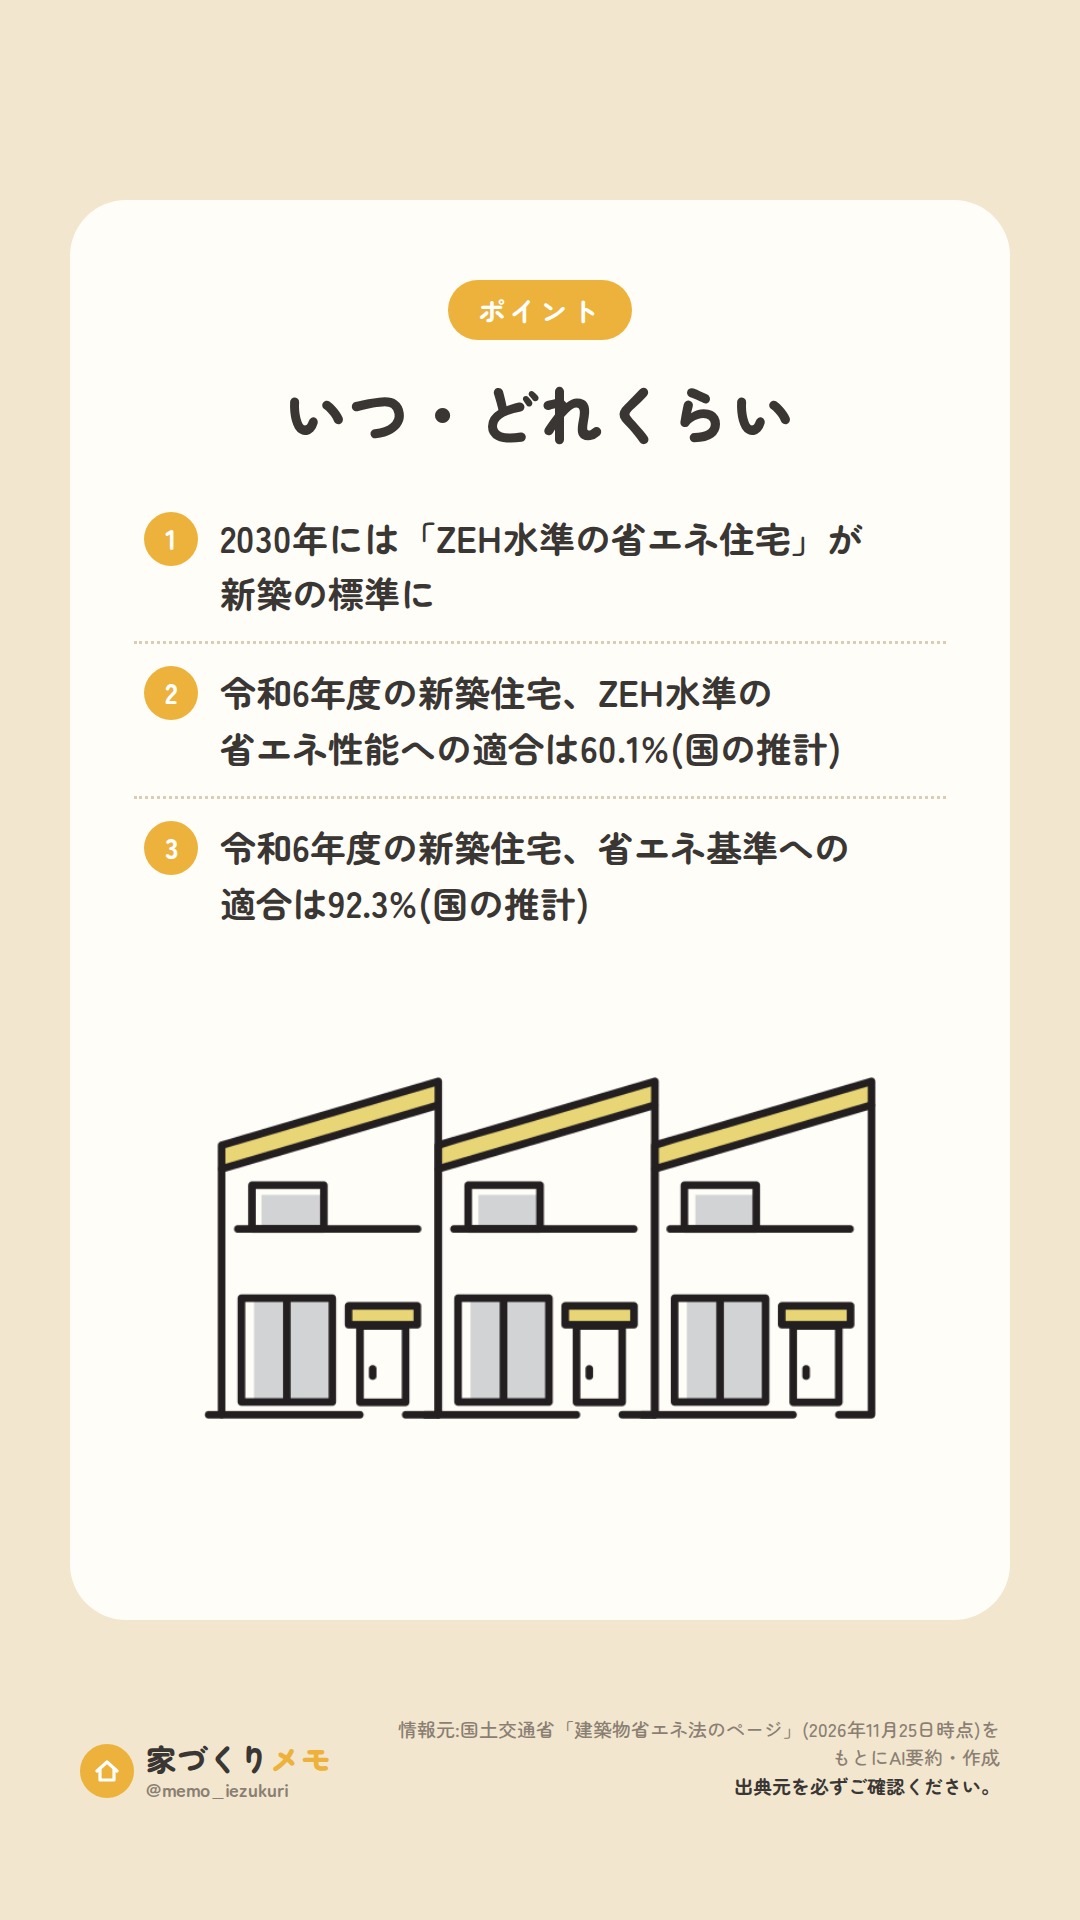 ポイント
いつ・どれくらい
1 2030年には「ZEH水準の省エネ住宅」が
新築の標準に
2 令和6年度の新築住宅、ZEH水準の
省エネ性能への適合は60.1%(国の推計)
3 令和6年度の新築住宅、省エネ基準への
適合は92.3%(国の推計)
情報元:国土交通省「建築物省エネ法のページ」(2026年11月25日時点)を
もとにAI要約・作成
出典元を必ずご確認ください。
家づくりメモ
@memo_iezukuri